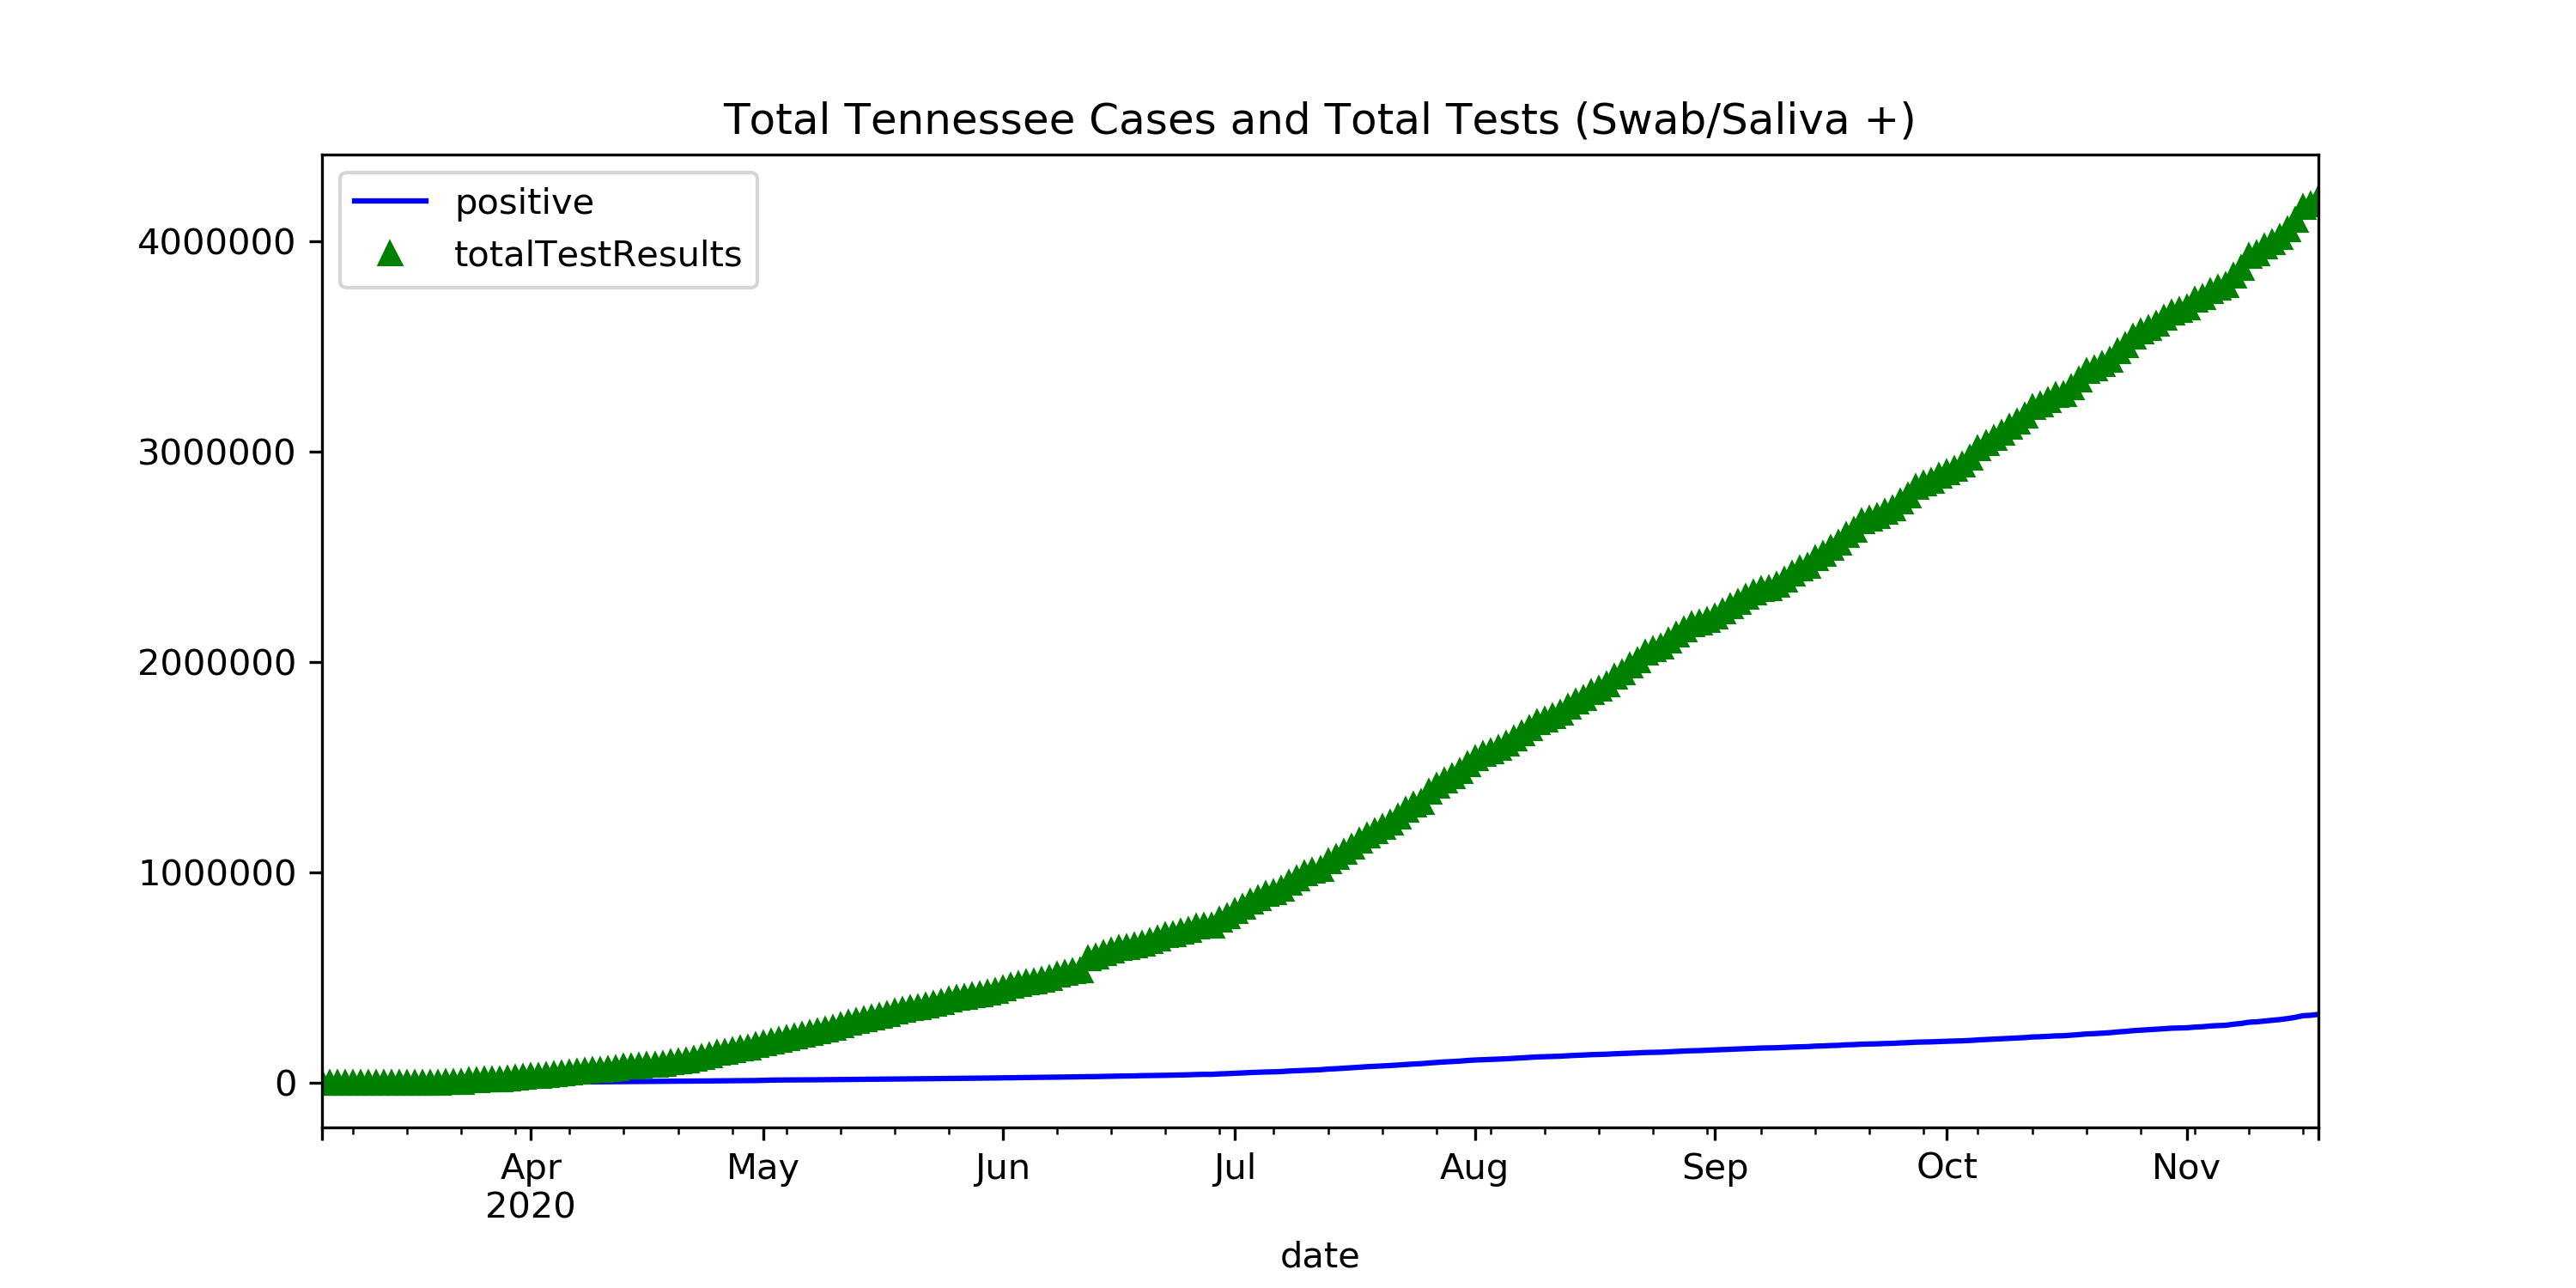 Total Tennessee Cases and Total Tests (Swab/Saliva +)
positive
totalTestResults
4000000
3000000
2000000
1000000
0
Apr May Jun Jul Aug Sep Oct Nov
2020
date